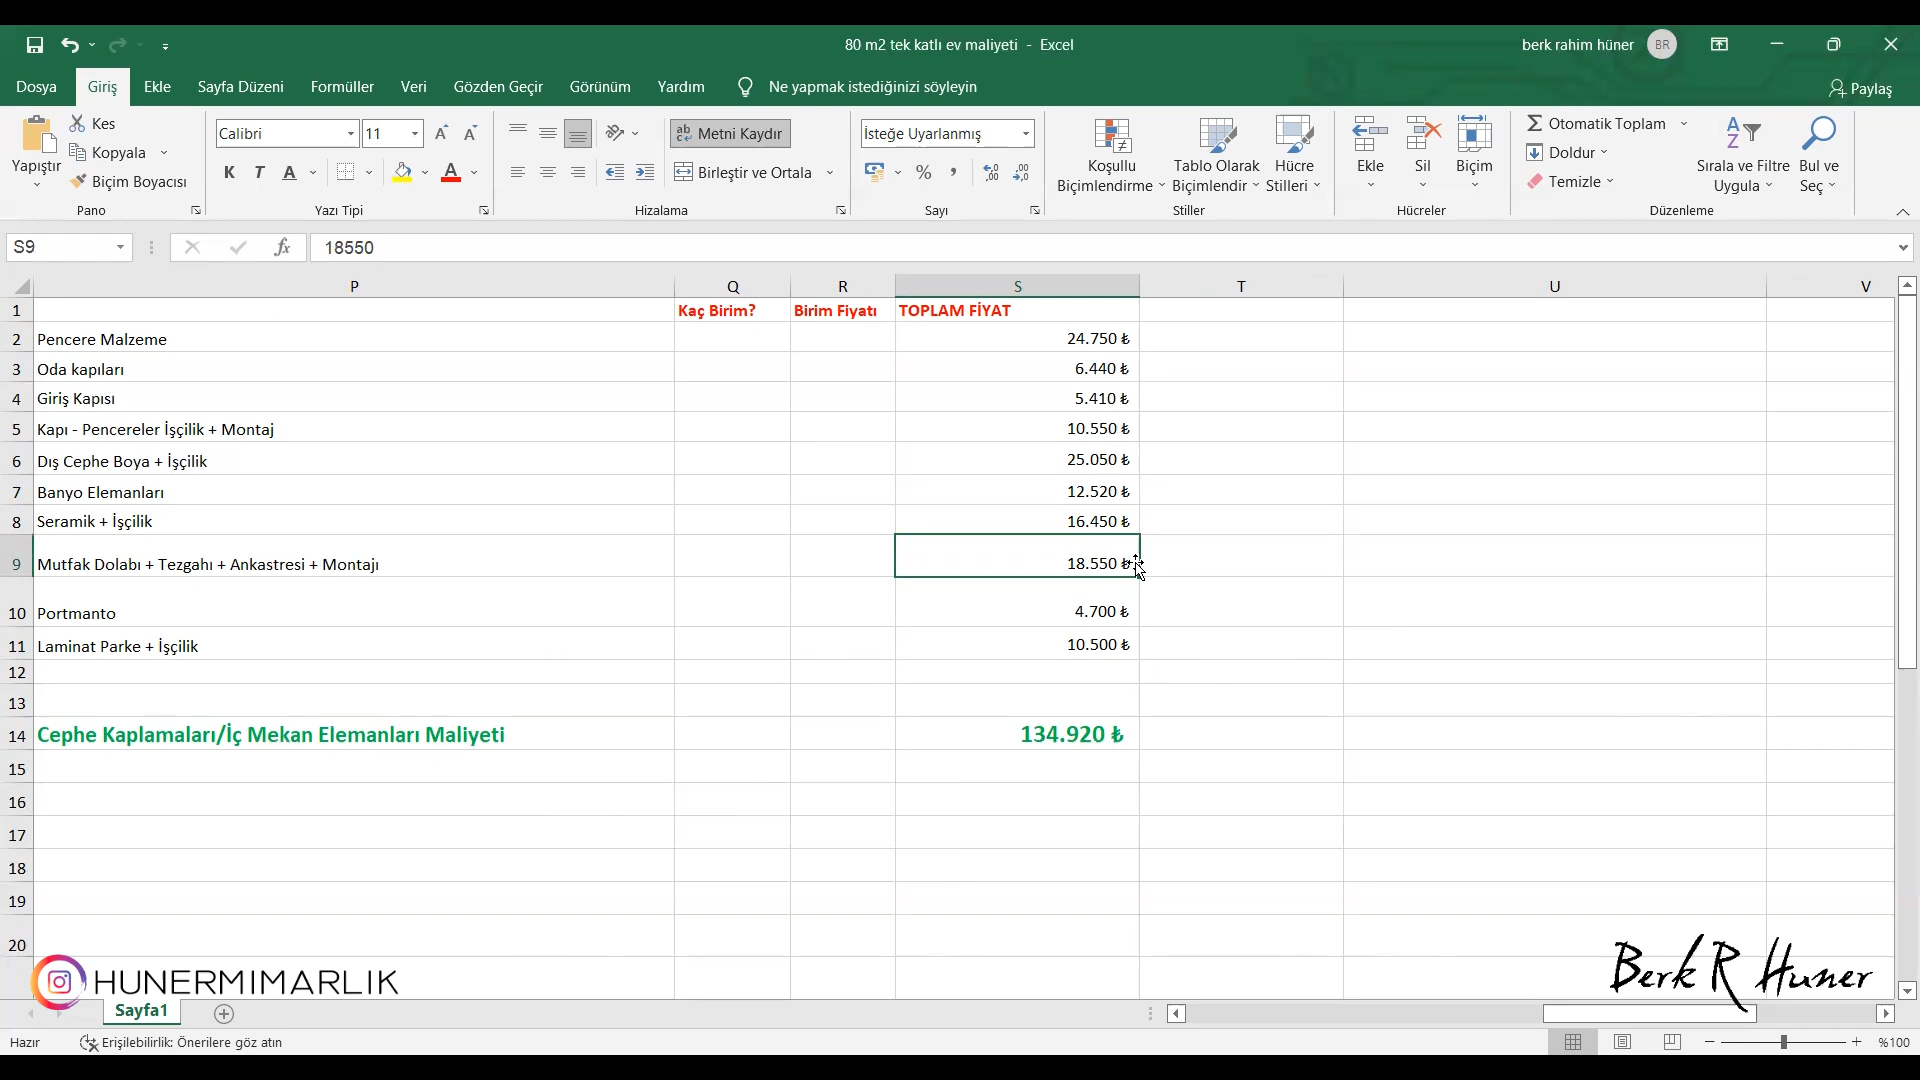 80 m2 tek katlı ev maliyeti - Excel
berk rahim hüner BR
Dosya Giriş Ekle Sayfa Düzeni Formüller Veri Gözden Geçir Görünüm Yardım Ne yapmak istediğinizi söyleyin Paylaş
Yapıştır
Kes
Kopyala
Biçim Boyacısı
Pano
Calibri 11
K T A A
Yazı Tipi
ab Metni Kaydır
Birleştir ve Ortala
Hizalama
İsteğe Uyarlanmış
%
Sayı
Koşullu
Biçimlendirme
Tablo Olarak
Biçimlendir
Hücre
Stilleri
Stiller
Ekle Sil Biçim
Hücreler
Otomatik Toplam
Doldur
Temizle
Sırala ve Filtre
Uygula
Bul ve
Seç
Düzenleme
S9 fx 18550
P Q R S T U V
1 Kaç Birim? Birim Fiyatı TOPLAM FİYAT
2 Pencere Malzeme 24.750 ₺
3 Oda kapıları 6.440 ₺
4 Giriş Kapısı 5.410 ₺
5 Kapı - Pencereler İşçilik + Montaj 10.550 ₺
6 Dış Cephe Boya + İşçilik 25.050 ₺
7 Banyo Elemanları 12.520 ₺
8 Seramik + İşçilik 16.450 ₺
9 Mutfak Dolabı + Tezgahı + Ankastresi + Montajı 18.550 ₺
10 Portmanto 4.700 ₺
11 Laminat Parke + İşçilik 10.500 ₺
12
13
14 Cephe Kaplamaları/İç Mekan Elemanları Maliyeti 134.920 ₺
15
16
17
18
19
20
HUNERMIMARLIK
Berk R Huner
Sayfa1
Hazır Erişilebilirlik: Önerilere göz atın %100